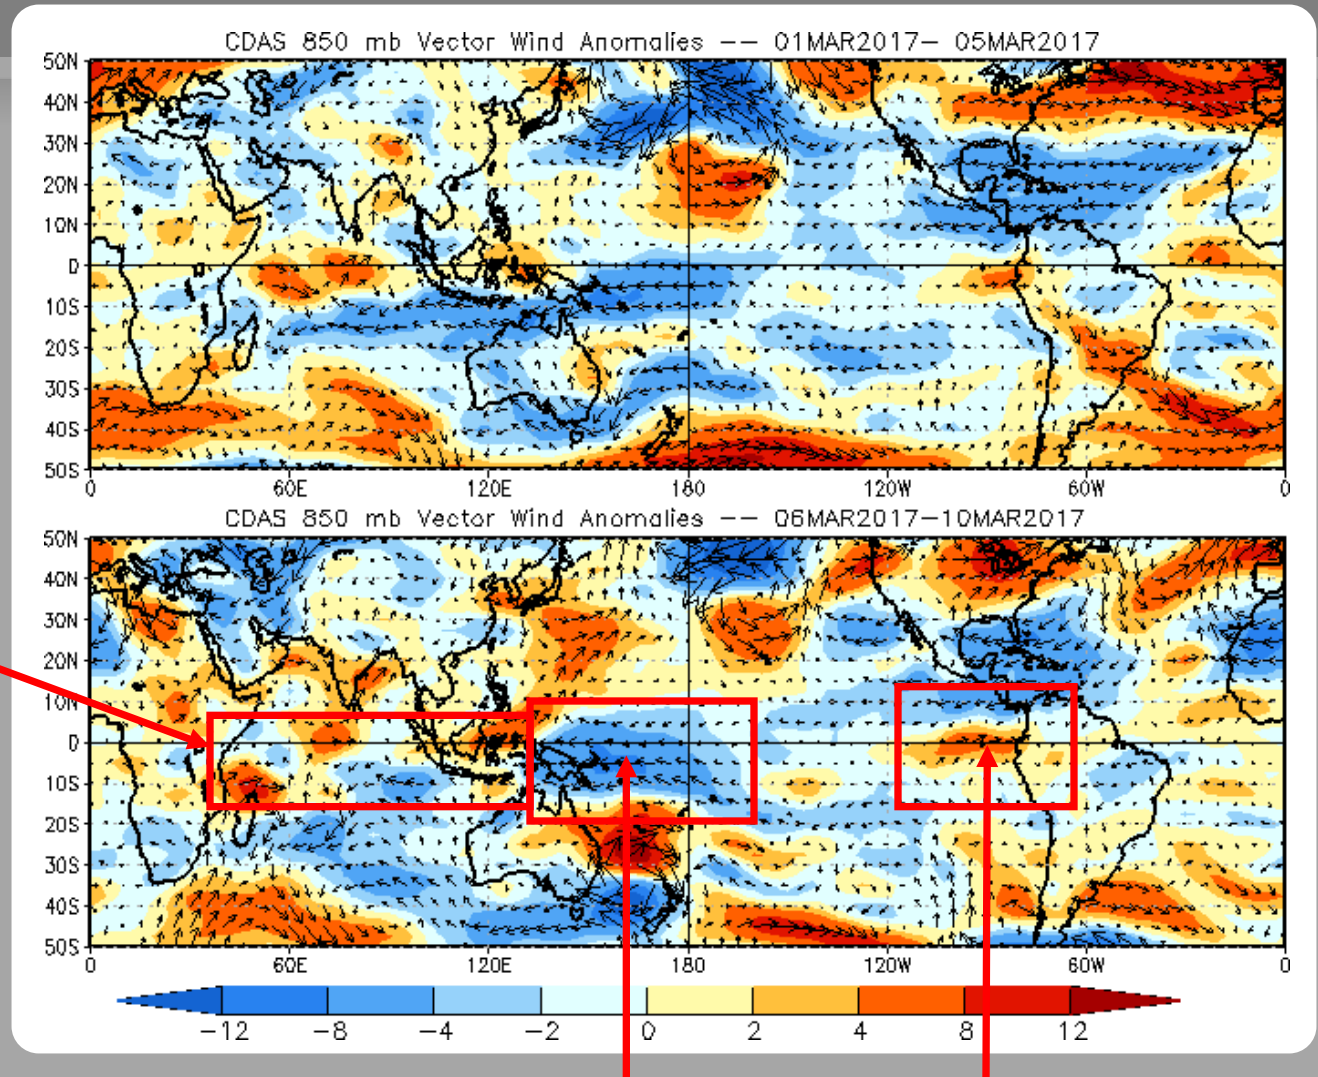 CDAS 850 mb Vector Wind Anomalies -- 01MAR2017- 05MAR2017
50N
40N
30N
20N
10N
0
10S
20S
30S
40S
50S
0 60E 120E 180 120W 60W 0
CDAS 850 mb Vector Wind Anomalies -- 06MAR2017-10MAR2017
50N
40N
30N
20N
10N
0
10S
20S
30S
40S
50S
0 60E 120E 180 120W 60W 0
-12 -8 -4 -2 0 2 4 8 12